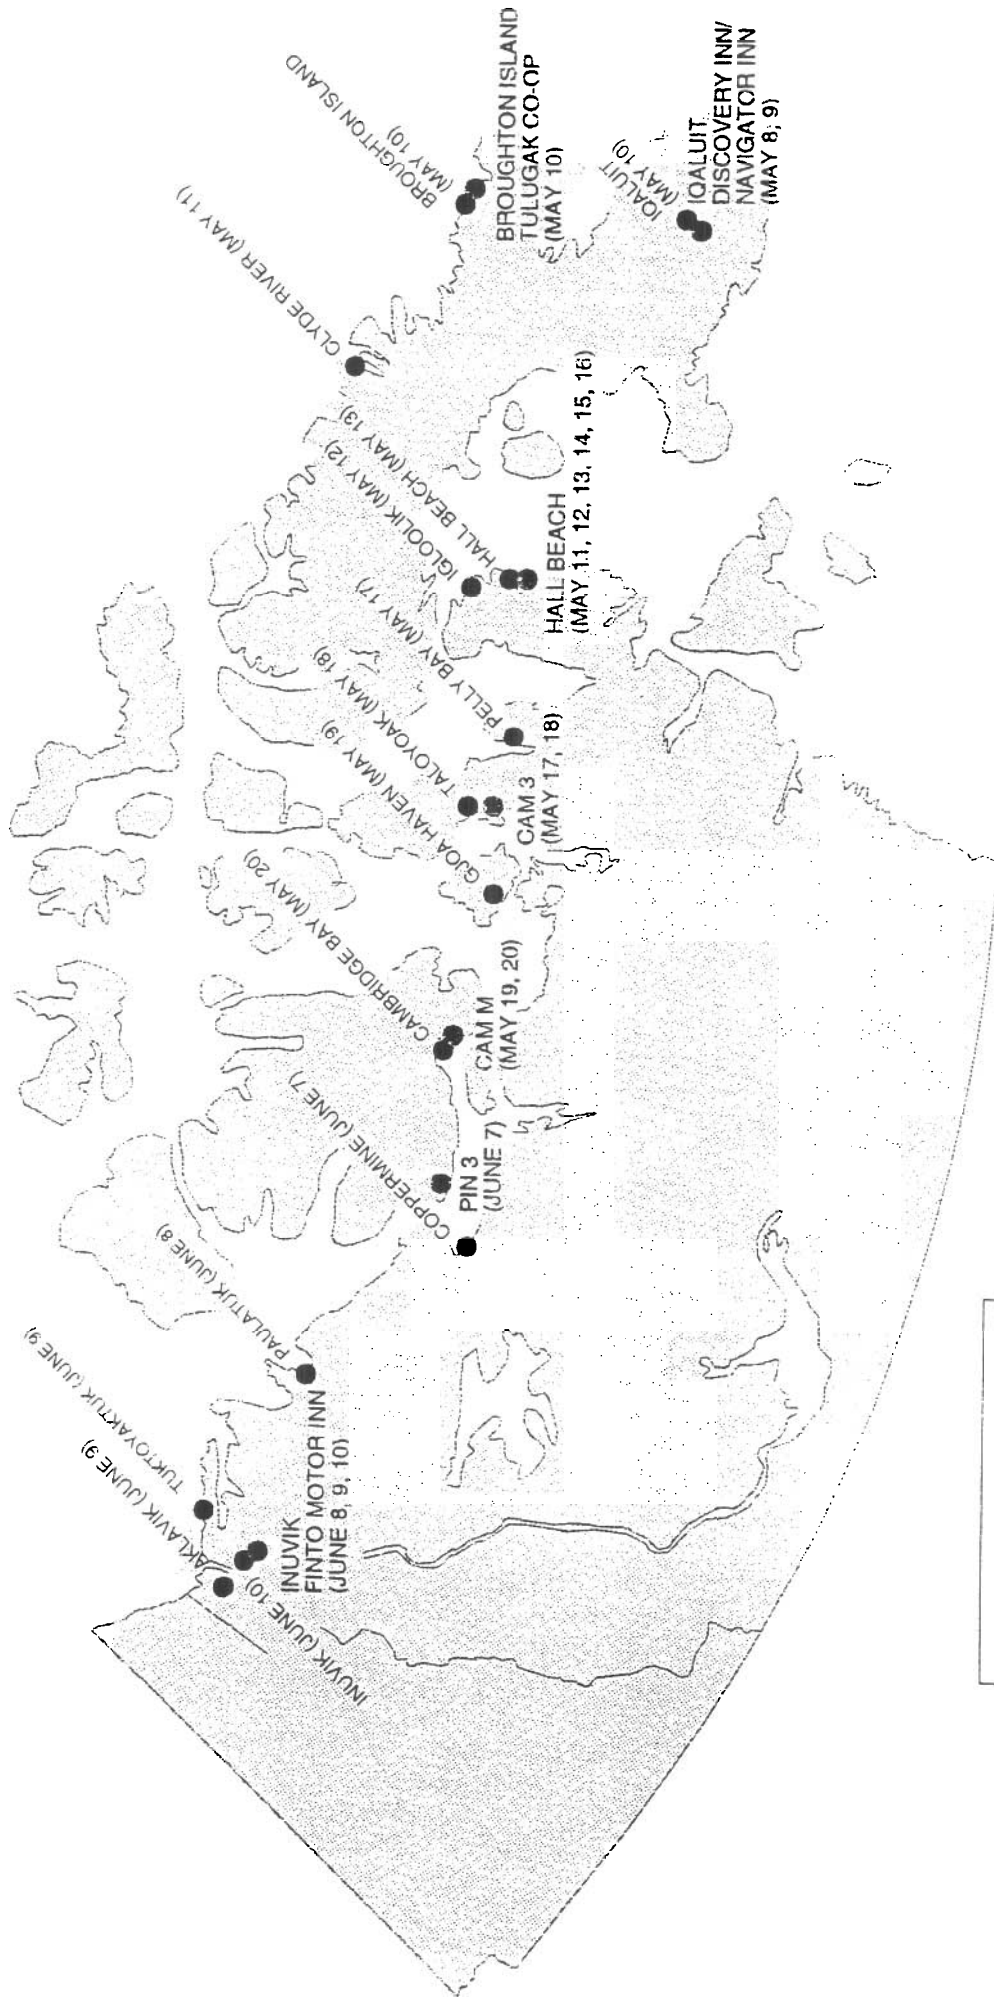 TUKTOYAKTUK (JUNE 9)
AKLAVIK (JUNE 9)
INUVIK (JUNE 10)
INUVIK
FINTO MOTOR INN
(JUNE 8, 9, 10)
PAULATUK (JUNE 8)
COPPERMINE (JUNE 7)
PIN 3
(JUNE 7)
CAMBRIDGE BAY (MAY 20)
CAM M
(MAY 19, 20)
GJOA HAVEN (MAY 19)
TALOYOAK (MAY 18)
CAM 3
(MAY 17, 18)
PELLY BAY (MAY 17)
IGLOOLIK (MAY 12)
HALL BEACH (MAY 13)
HALL BEACH
(MAY 11, 12, 13, 14, 15, 16)
CLYDE RIVER (MAY 11)
BROUGHTON ISLAND
(MAY 10)
BROUGHTON ISLAND
TULUGAK CO-OP
(MAY 10)
IQALUIT
(MAY 10)
IQALUIT
DISCOVERY INN/
NAVIGATOR INN
(MAY 8, 9)